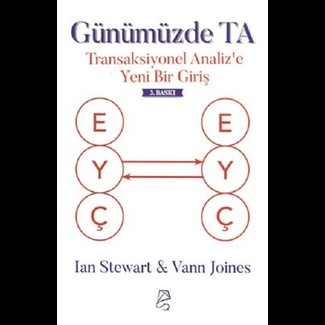 Günümüzde TA
Transaksiyonel Analiz'e
Yeni Bir Giriş
3. BASKI
E E
Y Y
Ç Ç
Ian Stewart & Vann Joines